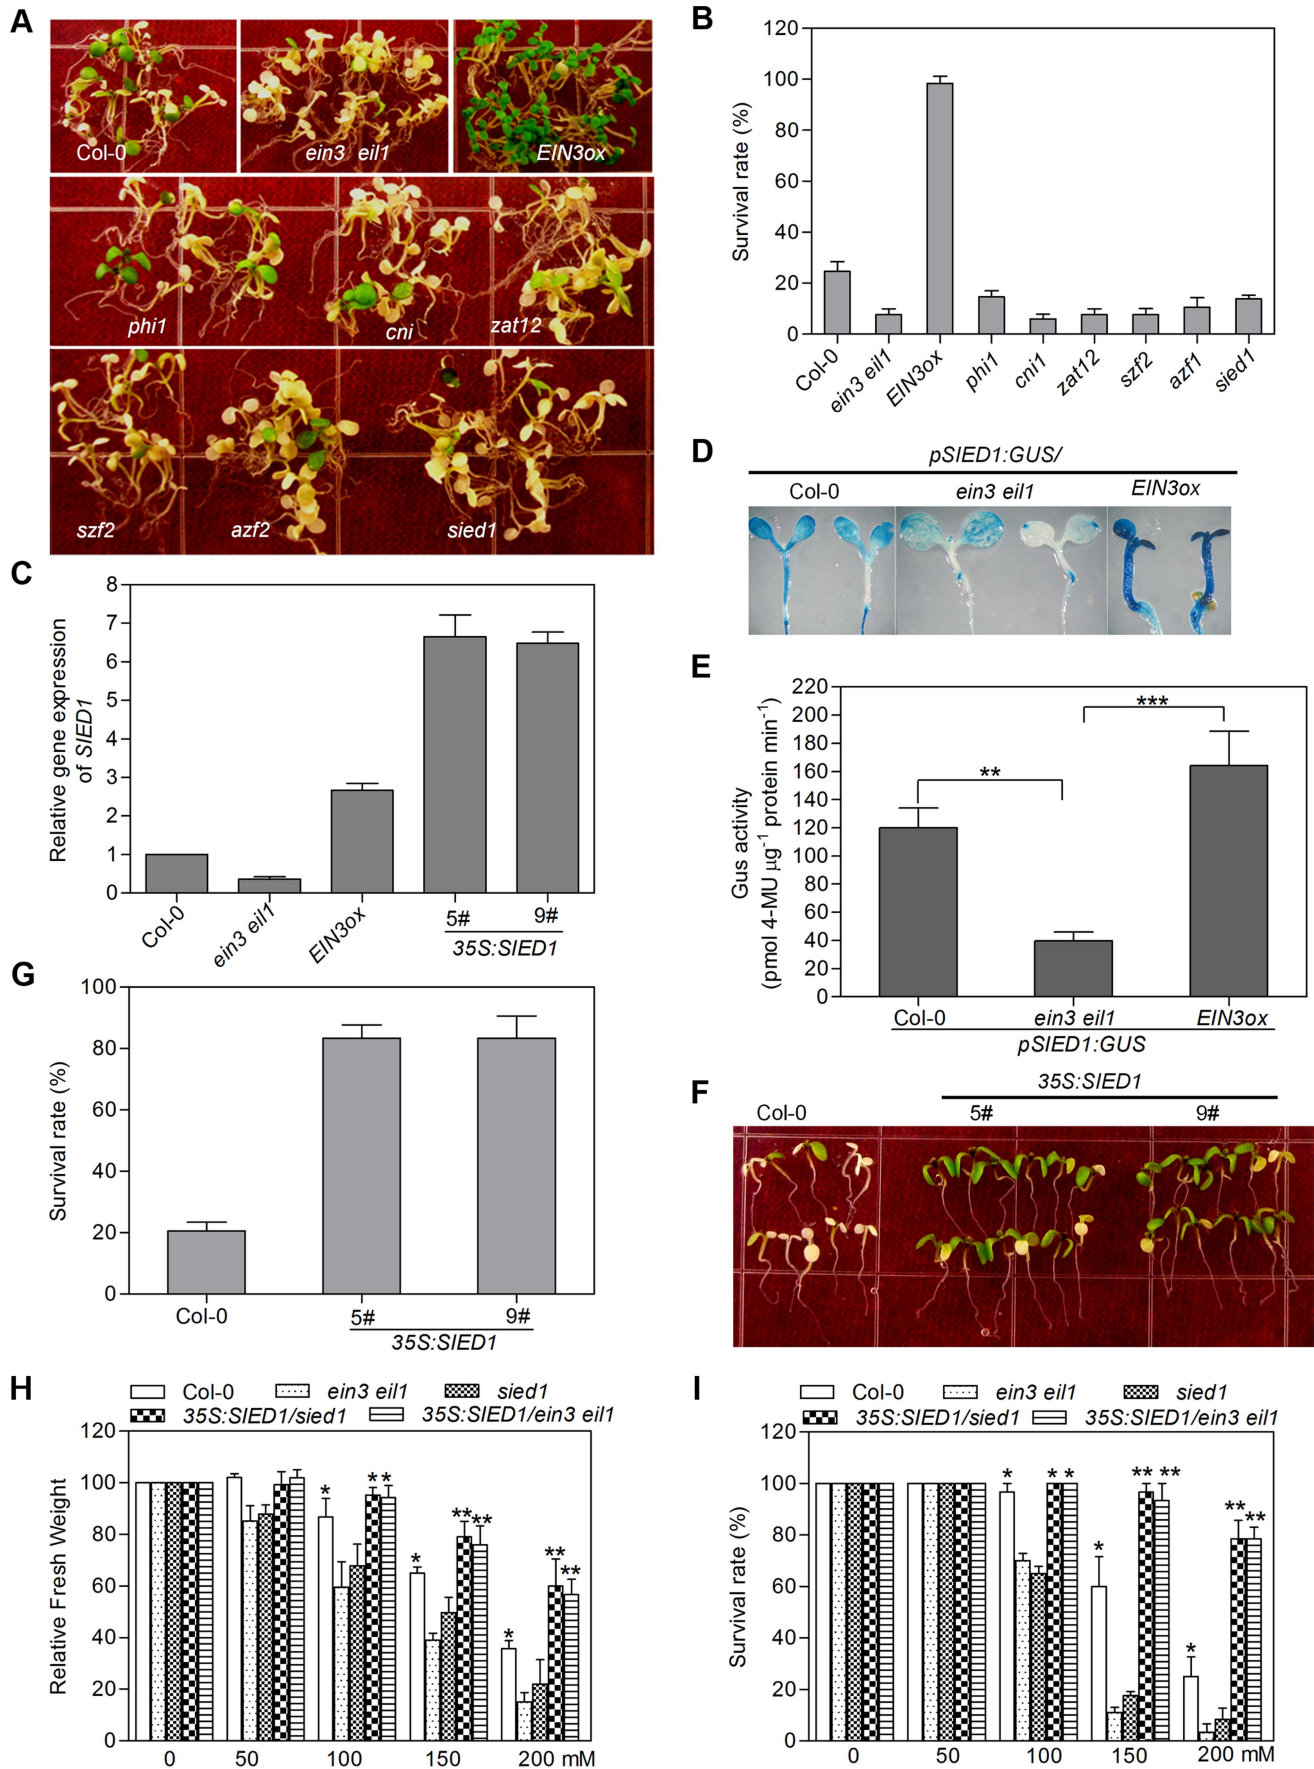 A
Col-0
ein3 eil1
EIN3ox
phi1
cni
zat12
szf2
azf2
sied1
B
Survival rate (%)
120
100
80
60
40
20
0
Col-0
ein3 eil1
EIN3ox
phi1
cni1
zat12
szf2
azf1
sied1
D
pSIED1:GUS/
Col-0
ein3 eil1
EIN3ox
C
Relative gene expression
of SIED1
8
7
6
5
4
3
2
1
0
Col-0
ein3 eil1
EIN3ox
5#
9#
35S:SIED1
E
Gus activity
(pmol 4-MU µg⁻¹ protein min⁻¹)
220
200
180
160
140
120
100
80
60
40
20
0
**
***
Col-0
ein3 eil1
EIN3ox
pSIED1:GUS
G
Survival rate (%)
100
80
60
40
20
0
Col-0
5#
9#
35S:SIED1
F
35S:SIED1
Col-0
5#
9#
H
Col-0
ein3 eil1
sied1
35S:SIED1/sied1
35S:SIED1/ein3 eil1
Relative Fresh Weight
120
100
80
60
40
20
0
*
**
*
**
**
*
**
**
0
50
100
150
200 mM
I
Col-0
ein3 eil1
sied1
35S:SIED1/sied1
35S:SIED1/ein3 eil1
Survival rate (%)
120
100
80
60
40
20
0
*
* *
*
**
**
*
**
**
0
50
100
150
200 mM